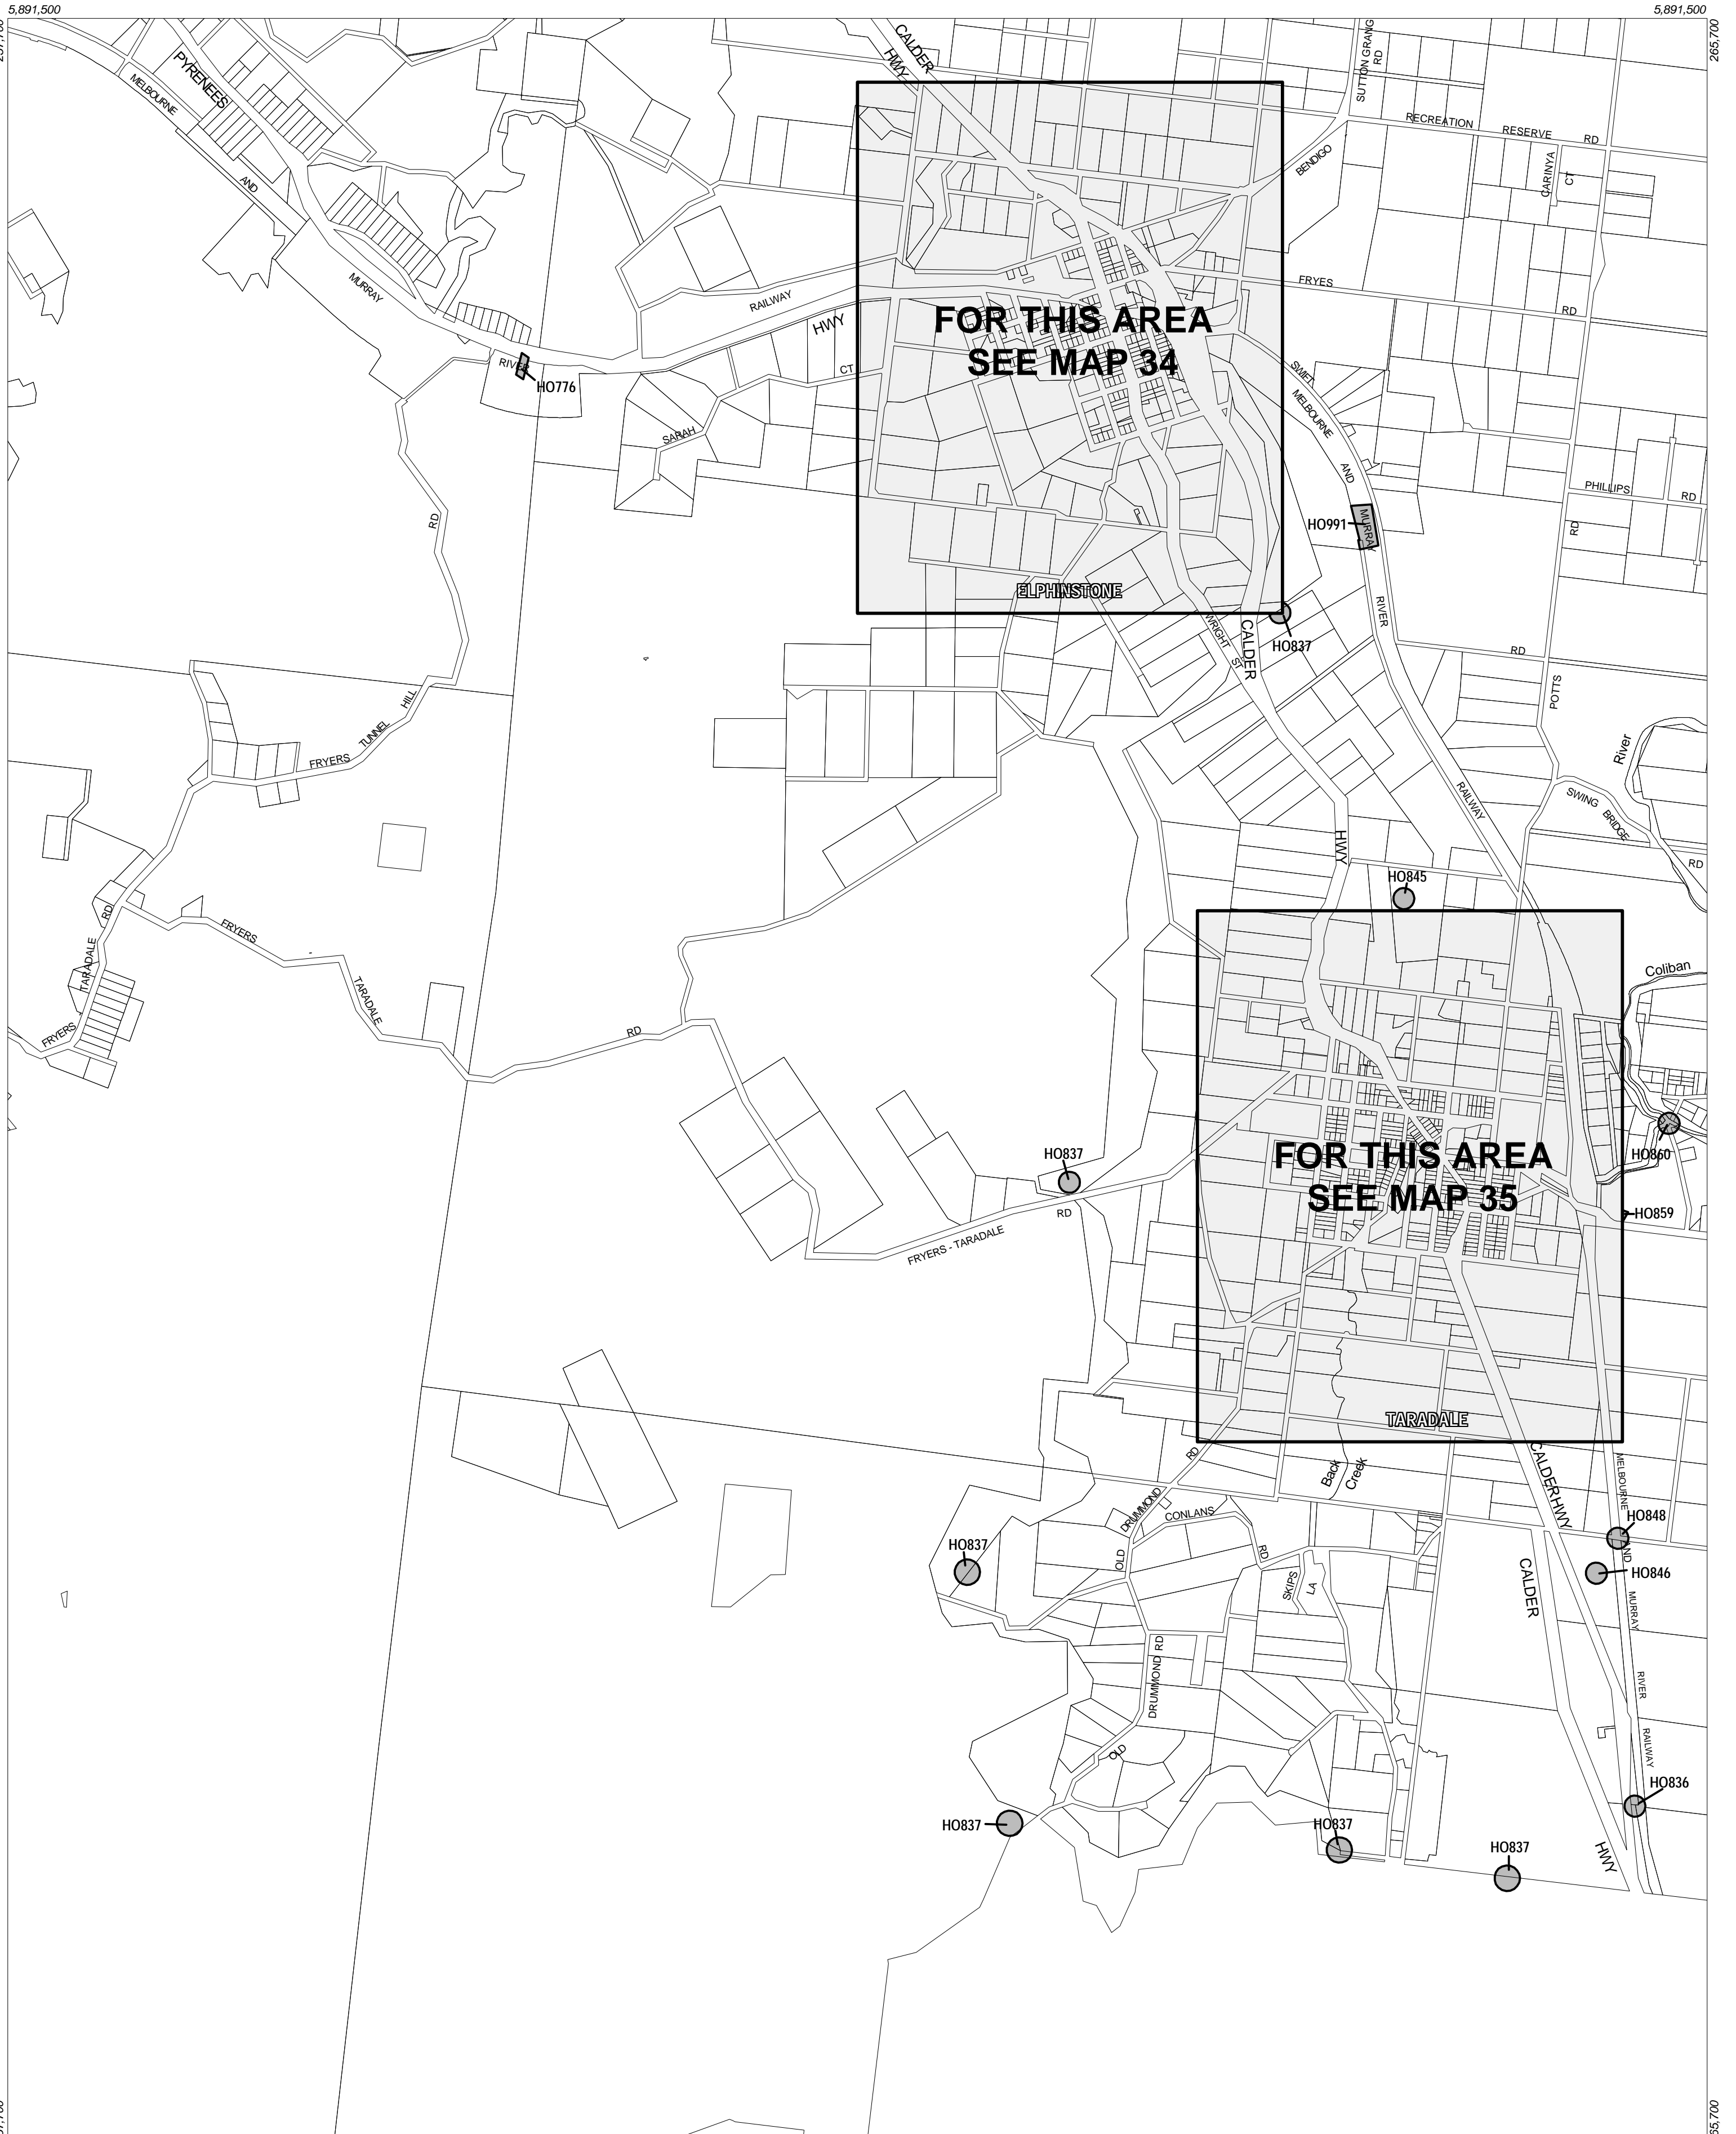 5,891,500
5,891,500
265,700
CALDER
HWY
SUTTON GRANG
RD
PYRENEES
MELBOURNE
AND
MURRAY
RIVER
HO776
RECREATION RESERVE RD
BENDIGO
CARINYA
CT
RAILWAY
HWY
FRYES
RD
FOR THIS AREA
SEE MAP 34
CT
SARAH
SWIFT
MELBOURNE
AND
RD
PHILLIPS RD
HO991
MURRAY
RD
ELPHINSTONE
WRIGHT ST
CALDER
HO837
RIVER
RD
POTTS
HILL
TUNNEL
FRYERS
River
RAILWAY
SWING BRIDGE
RD
HWY
HO845
RD
FRYERS
TARADALE
TARADALE
FRYERS
RD
Coliban
HO837
FOR THIS AREA
SEE MAP 35
HO860
HO859
RD
FRYERS - TARADALE
TARADALE
RD
Back
Creek
CALDER HWY
MELBOURNE
DRUMMOND
CONLANS
HO848
HO837
OLD
RD
AND
HO846
SKIPS
LA
CALDER
MURRAY
DRUMMOND RD
RIVER
OLD
RAILWAY
HO836
HO837
HO837
HO837
HWY